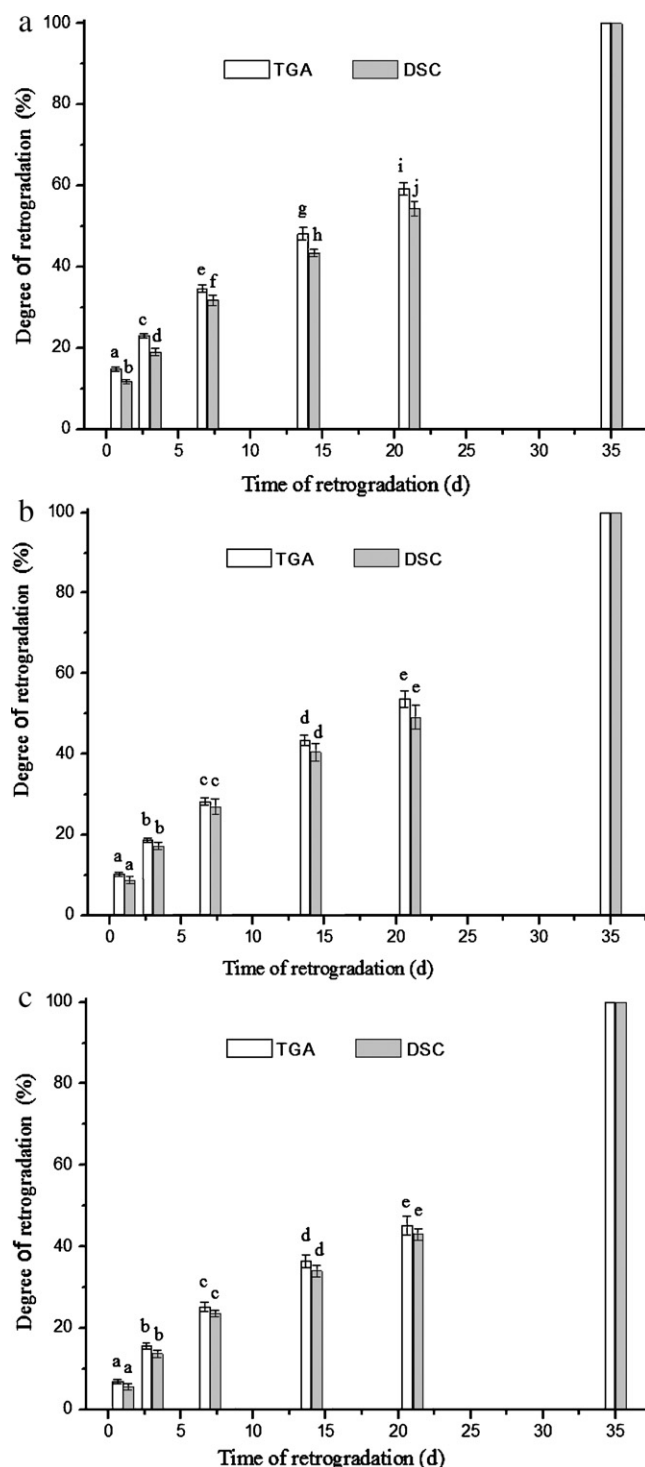 a
100
80
60
40
20
0
Degree of retrogradation (%)
TGA DSC
a b c d e f g h i j
0 5 10 15 20 25 30 35
Time of retrogradation (d)
b
100
80
60
40
20
0
Degree of retrogradation (%)
TGA DSC
a a b b c c d d e e
0 5 10 15 20 25 30 35
Time of retrogradation (d)
c
100
80
60
40
20
0
Degree of retrogradation (%)
TGA DSC
a a b b c c d d e e
0 5 10 15 20 25 30 35
Time of retrogradation (d)